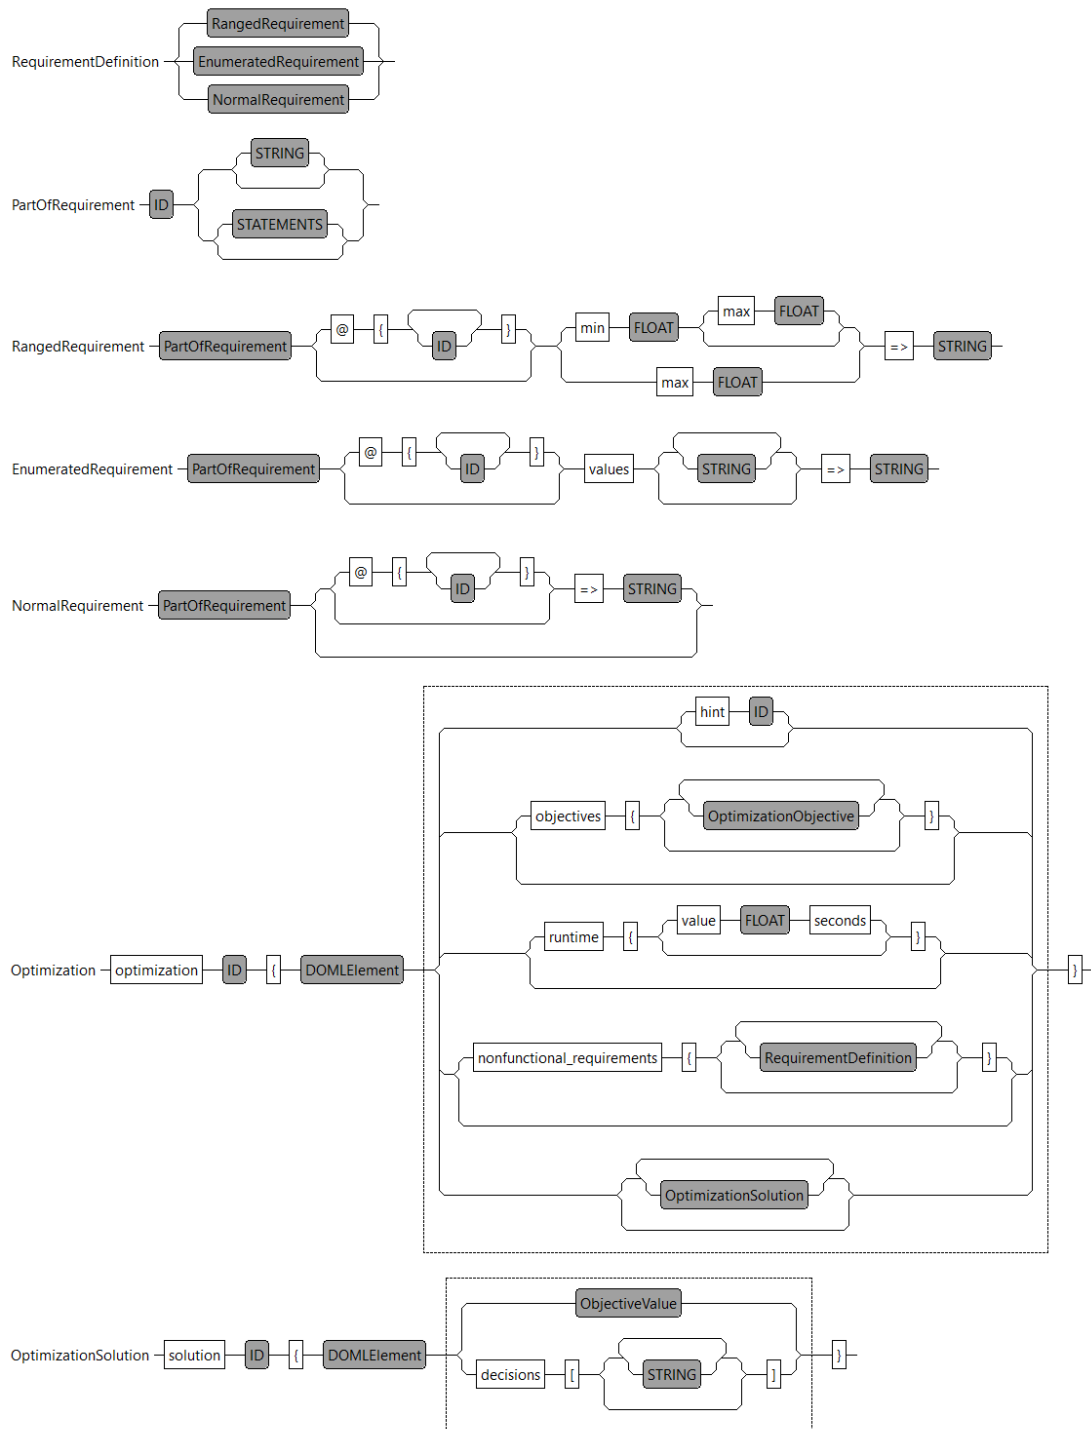 RangedRequirement
RequirementDefinition EnumeratedRequirement
NormalRequirement
STRING
PartOfRequirement ID
STATEMENTS
@ { ID } min FLOAT max FLOAT
RangedRequirement PartOfRequirement => STRING
max FLOAT
@ { ID }
EnumeratedRequirement PartOfRequirement values STRING => STRING
@ { ID } => STRING
NormalRequirement PartOfRequirement
hint ID
objectives { OptimizationObjective }
runtime { value FLOAT seconds }
Optimization optimization ID { DOMLElement }
nonfunctional_requirements { RequirementDefinition }
OptimizationSolution
ObjectiveValue
OptimizationSolution solution ID { DOMLElement }
decisions [ STRING ]